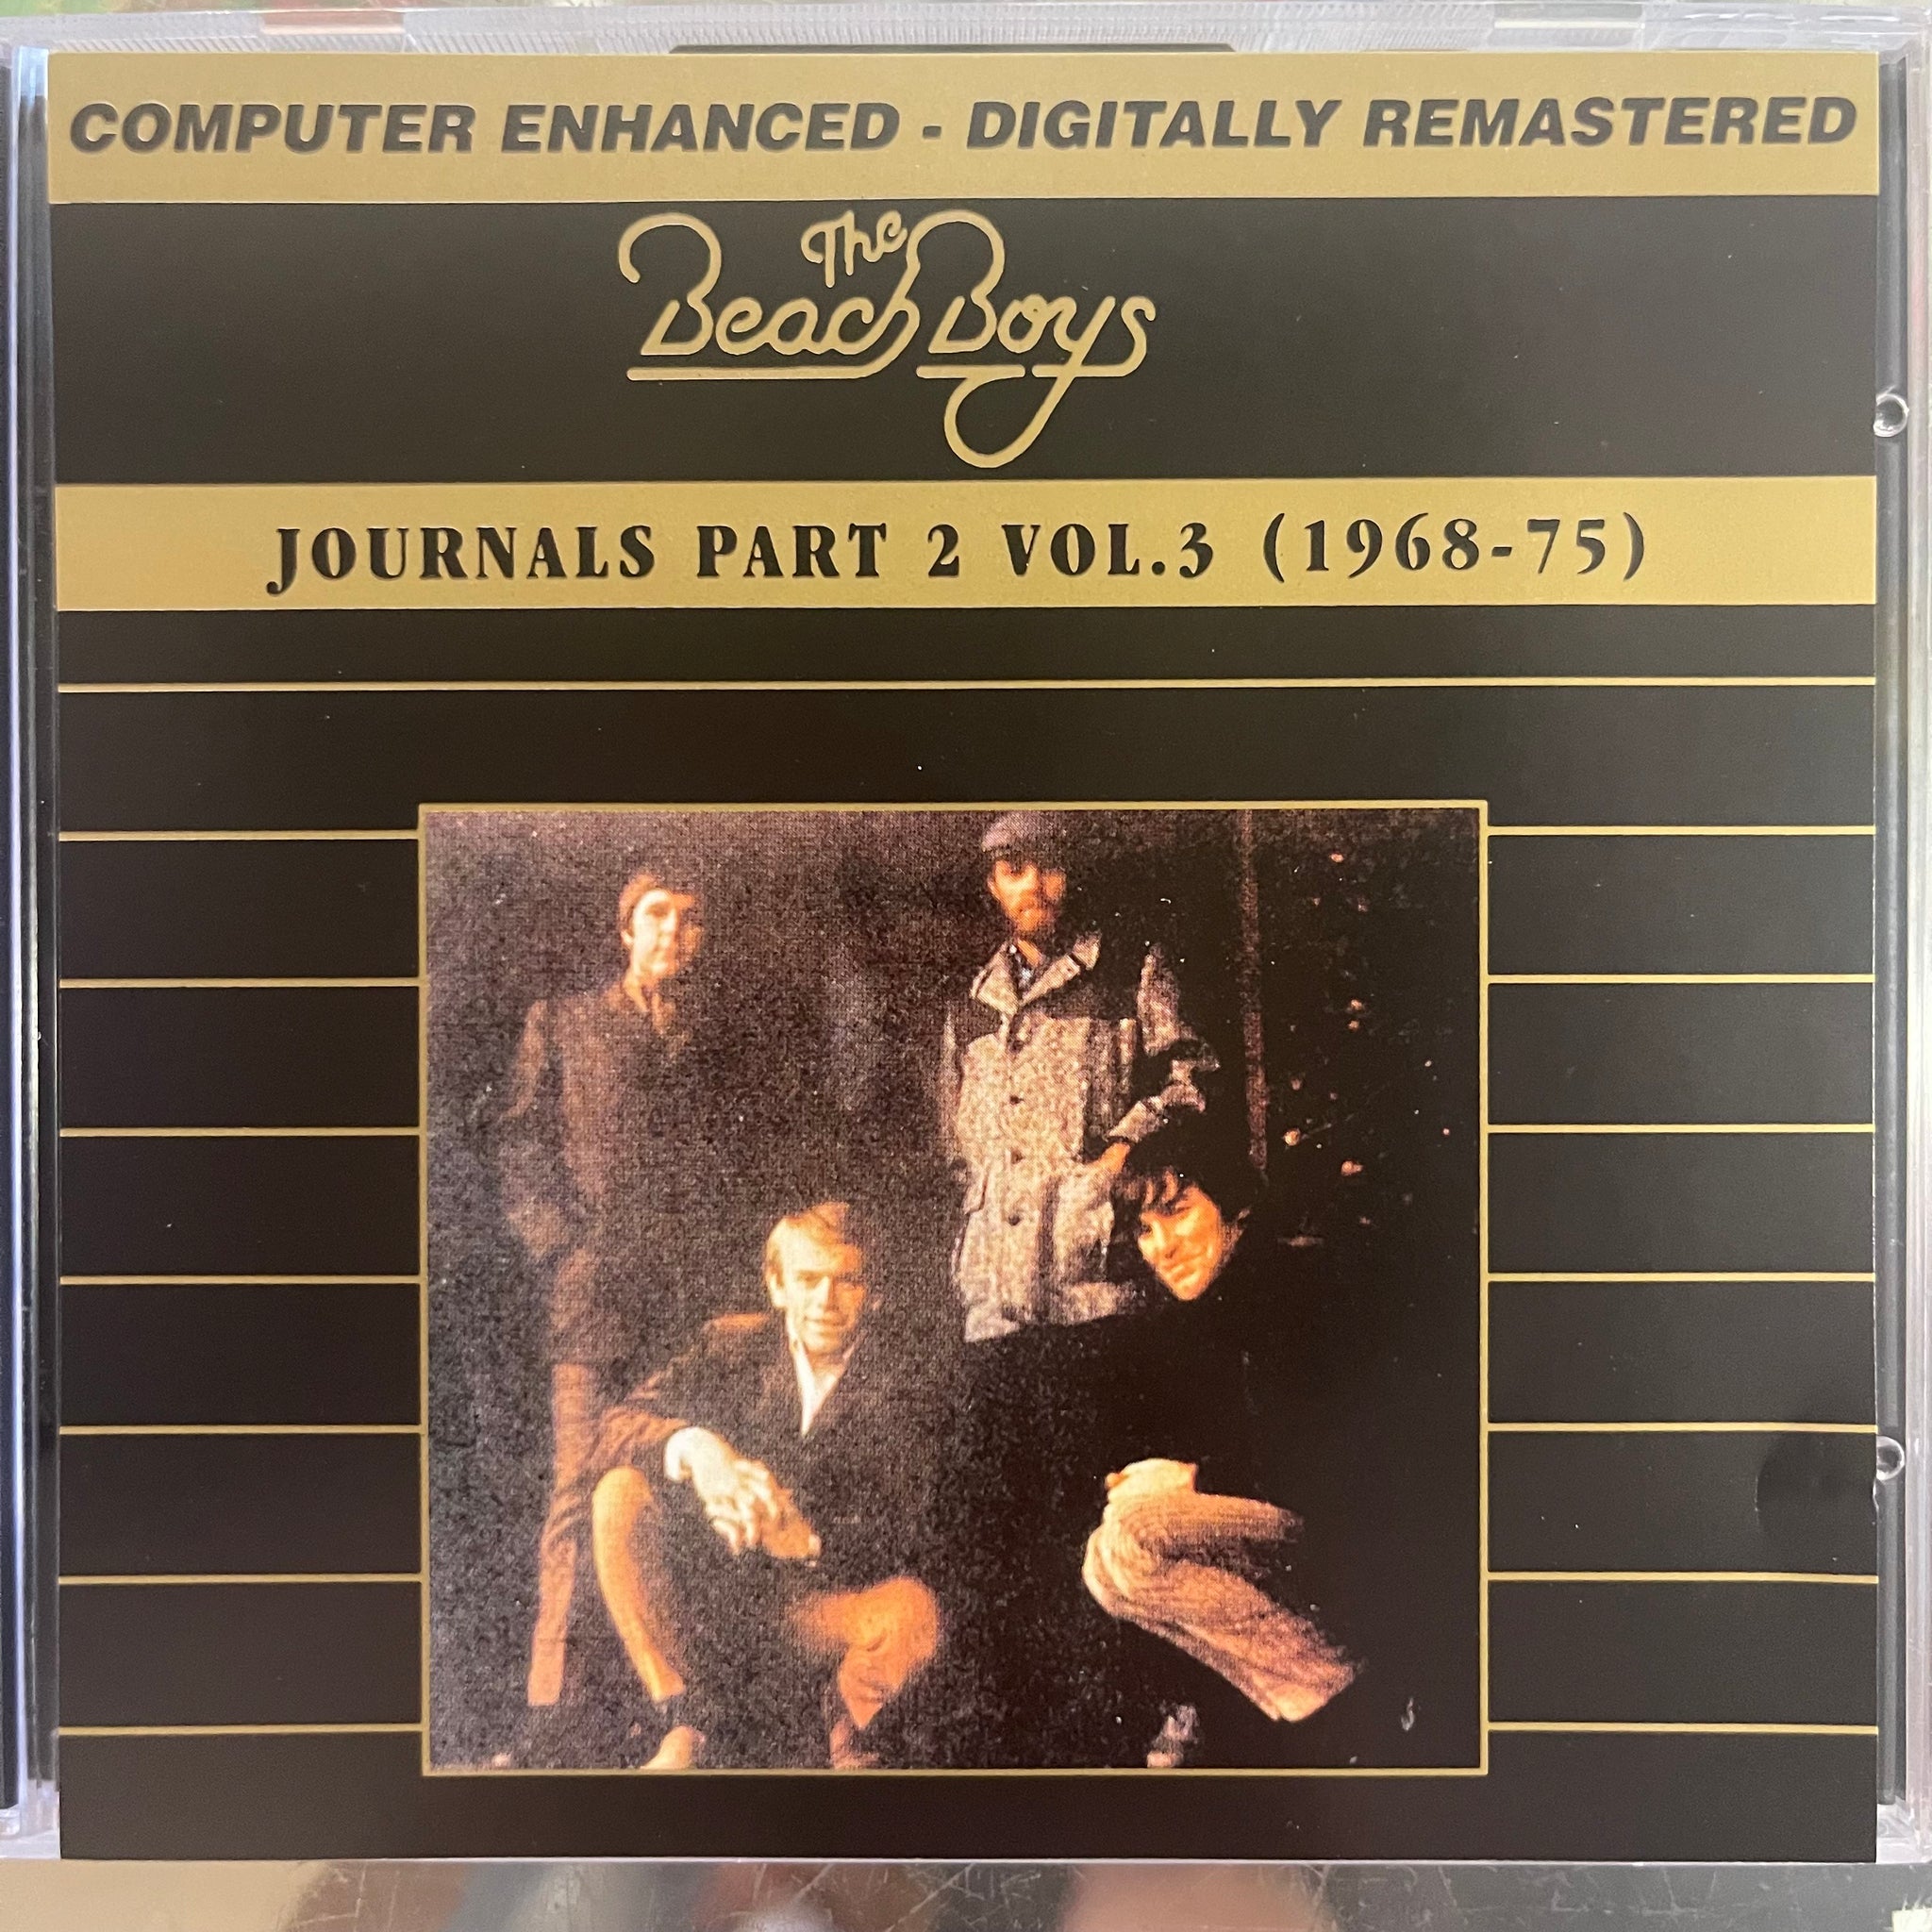 COMPUTER ENHANCED - DIGITALLY REMASTERED
The
Beach Boys
JOURNALS PART 2 VOL.3 (1968-75)